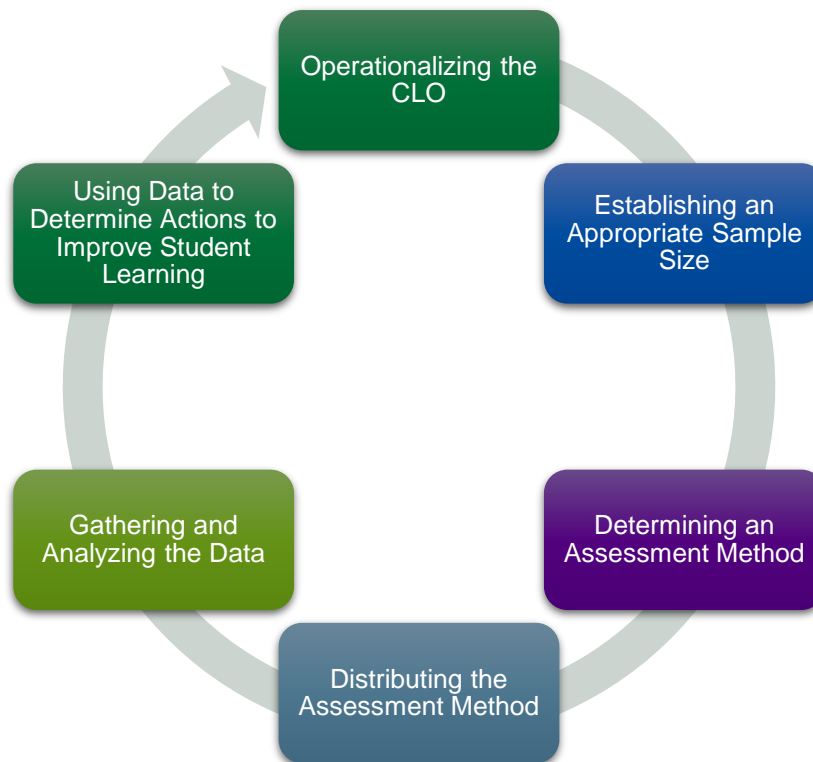 Operationalizing the
CLO
Establishing an
Appropriate Sample
Size
Determining an
Assessment Method
Distributing the
Assessment Method
Gathering and
Analyzing the Data
Using Data to
Determine Actions to
Improve Student
Learning